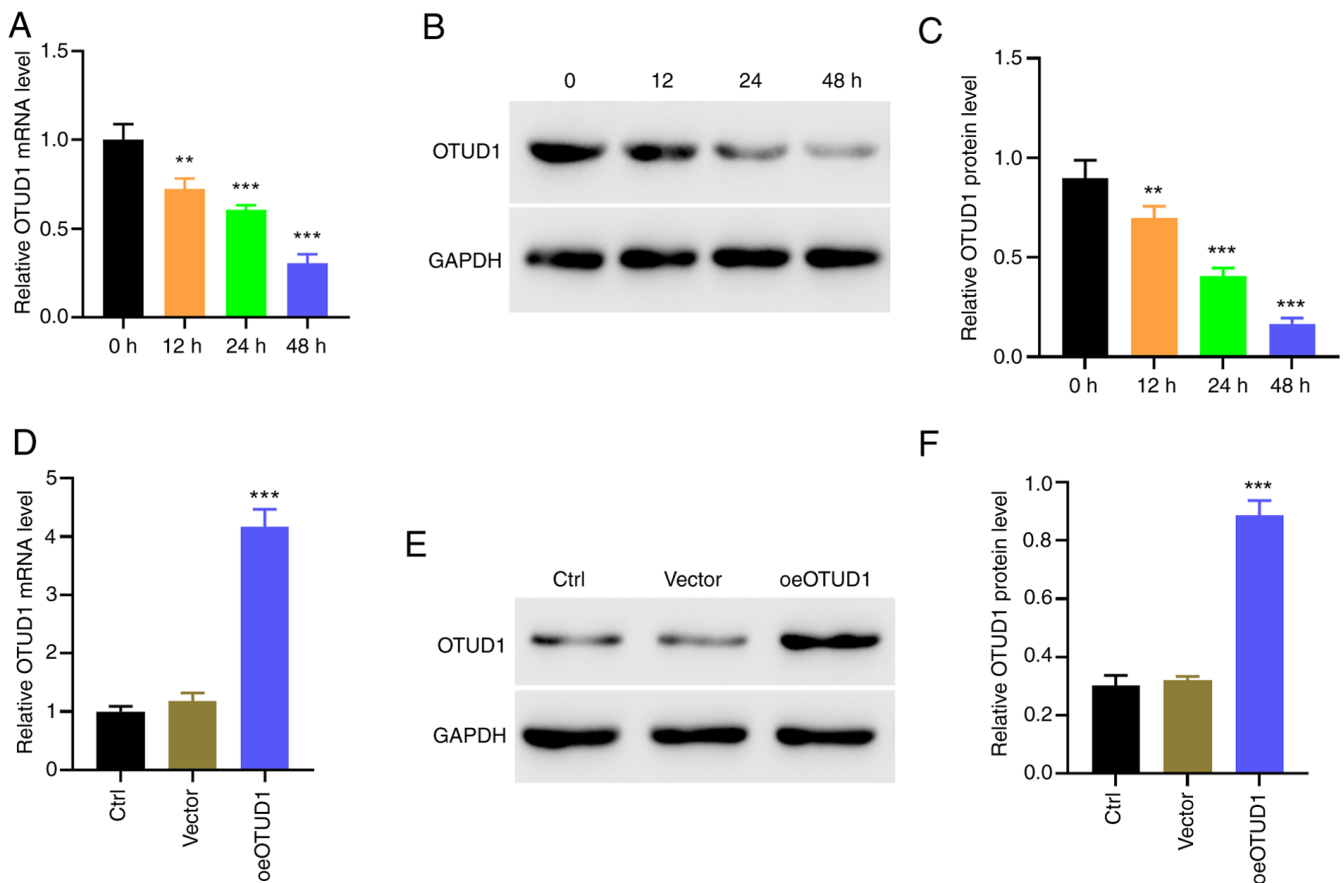 A
Relative OTUD1 mRNA level
1.5
1.0
0.5
0.0
**
***
***
0 h 12 h 24 h 48 h
B
0 12 24 48 h
OTUD1
GAPDH
C
Relative OTUD1 protein level
1.5
1.0
0.5
0.0
**
***
***
0 h 12 h 24 h 48 h
D
Relative OTUD1 mRNA level
5
4
3
2
1
0
***
Ctrl
Vector
oeOTUD1
E
Ctrl Vector oeOTUD1
OTUD1
GAPDH
F
Relative OTUD1 protein level
1.0
0.8
0.6
0.4
0.2
0.0
***
Ctrl
Vector
oeOTUD1